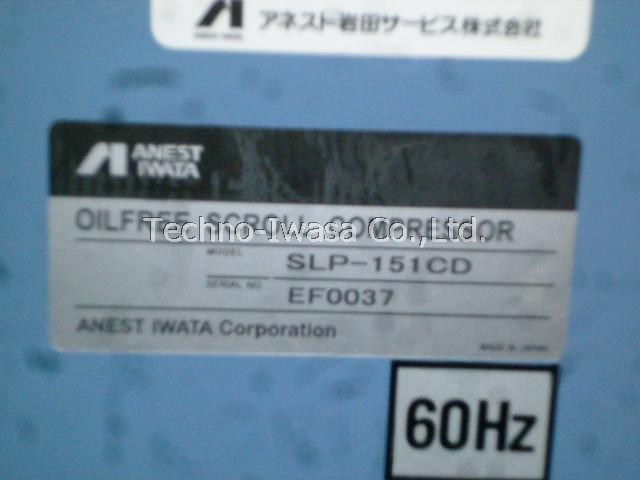 アネスト岩田サービス株式会社
ANEST
IWATA
OILFREE SCROLL COMPRESSOR
Techno-Iwasa Co.,Ltd.
MODEL SLP-151CD
SERIAL NO. EF0037
ANEST IWATA Corporation
MADE IN JAPAN
60Hz